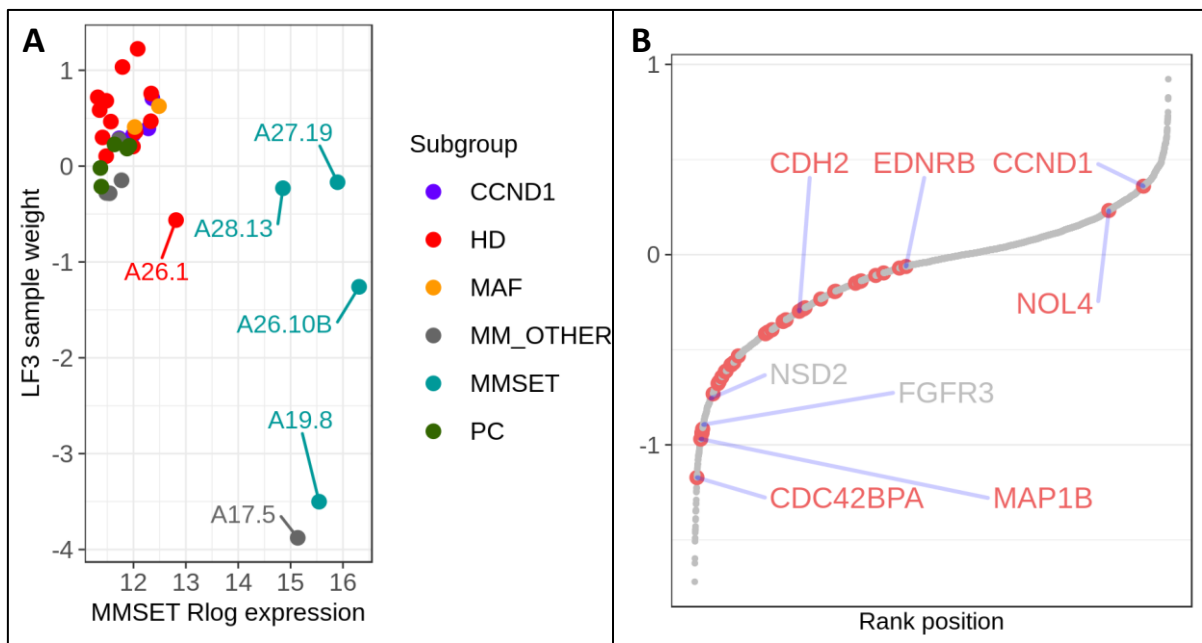 A
LF3 sample weight
1
0
-1
-2
-3
-4
A27.19
A28.13
A26.1
A26.10B
A19.8
A17.5
12 13 14 15 16
MMSET Rlog expression
Subgroup
CCND1
HD
MAF
MM_OTHER
MMSET
PC
B
1
0
-1
CDH2 EDNRB CCND1
NOL4
NSD2
FGFR3
CDC42BPA MAP1B
Rank position